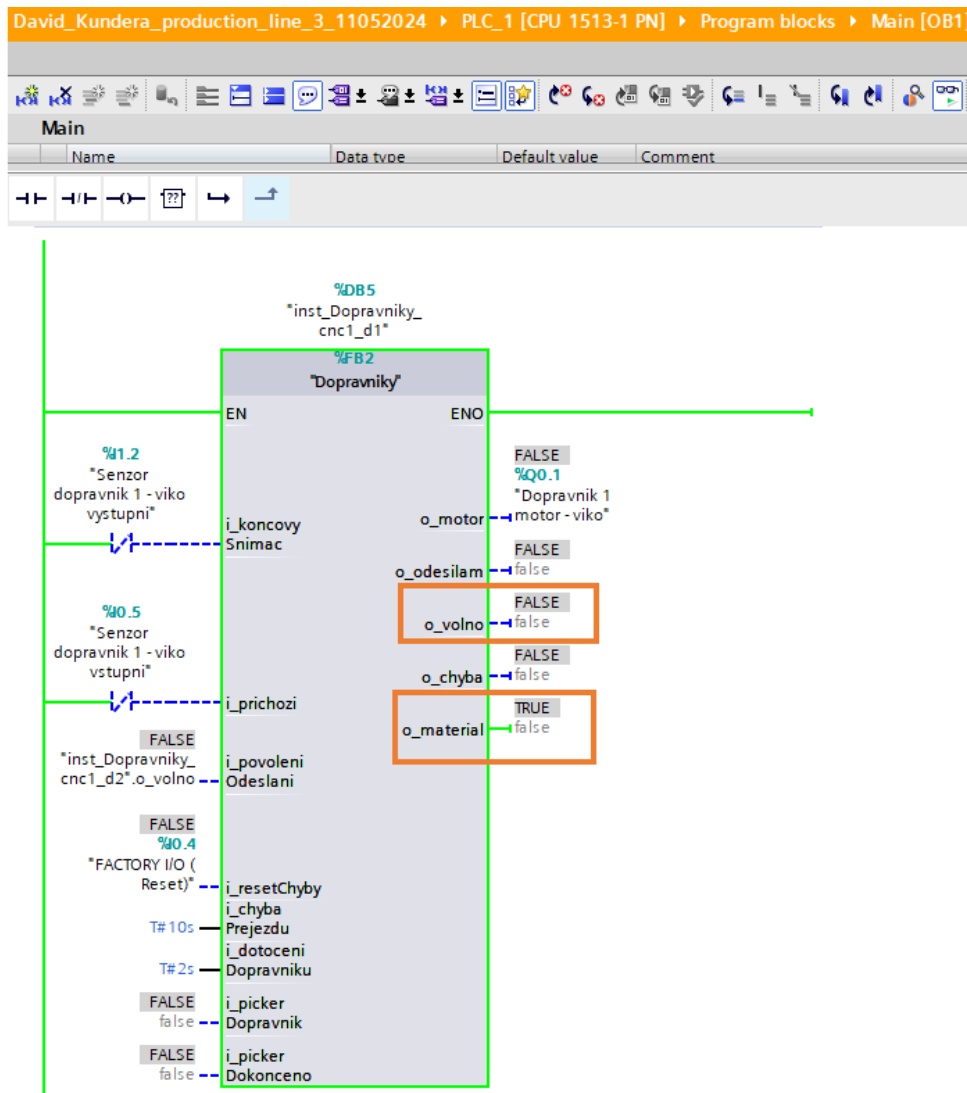 David_Kundera_production_line_3_11052024 ▸ PLC_1 [CPU 1513-1 PN] ▸ Program blocks ▸ Main [OB1]
Main
Name Data type Default value Comment
??
%DB5
"inst_Dopravniky_
cnc1_d1"
%FB2
"Dopravniky"
EN ENO
%I1.2
"Senzor
dopravnik 1 - viko
vystupni"
i_koncovy
Snimac
FALSE
%Q0.1
"Dopravnik 1
motor - viko"
o_motor
FALSE
o_odesilam false
FALSE
o_volno false
FALSE
o_chyba false
TRUE
o_material false
%I0.5
"Senzor
dopravnik 1 - viko
vstupni"
i_prichozi
FALSE
"inst_Dopravniky_
cnc1_d2".o_volno
i_povoleni
Odeslani
FALSE
%I0.4
"FACTORY I/O (
Reset)"
i_resetChyby
i_chyba
T#10s Prejezdu
i_dotoceni
T#2s Dopravniku
FALSE i_picker
false Dopravnik
FALSE i_picker
false Dokonceno